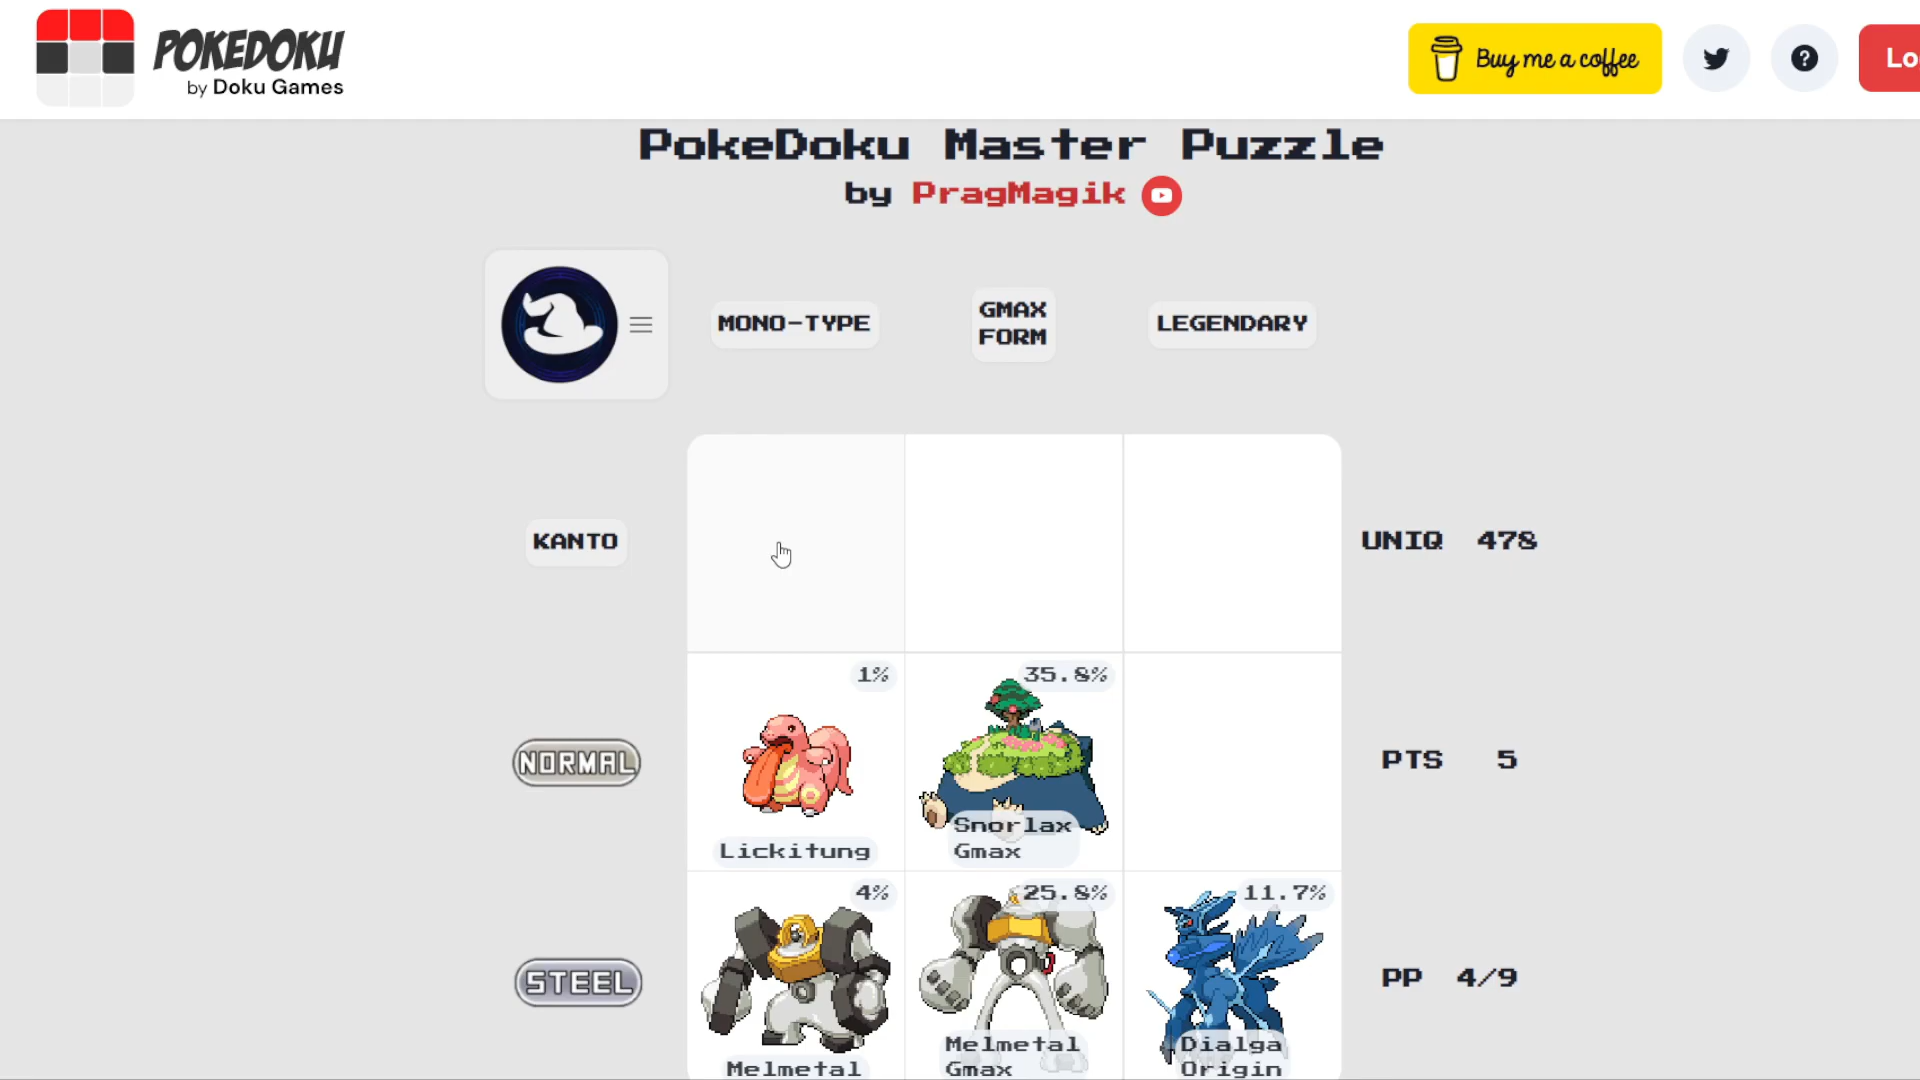 POKEDOKU
by Doku Games
Buy me a coffee
?
Lo
PokeDoku Master Puzzle
by PragMagik
MONO-TYPE
GMAX
FORM
LEGENDARY
KANTO
UNIQ 478
1%
35.8%
NORMAL
PTS 5
Snorlax
Gmax
Lickitung
4%
25.8%
11.7%
STEEL
PP 4/9
Melmetal
Gmax
Dialga
Origin
Melmetal